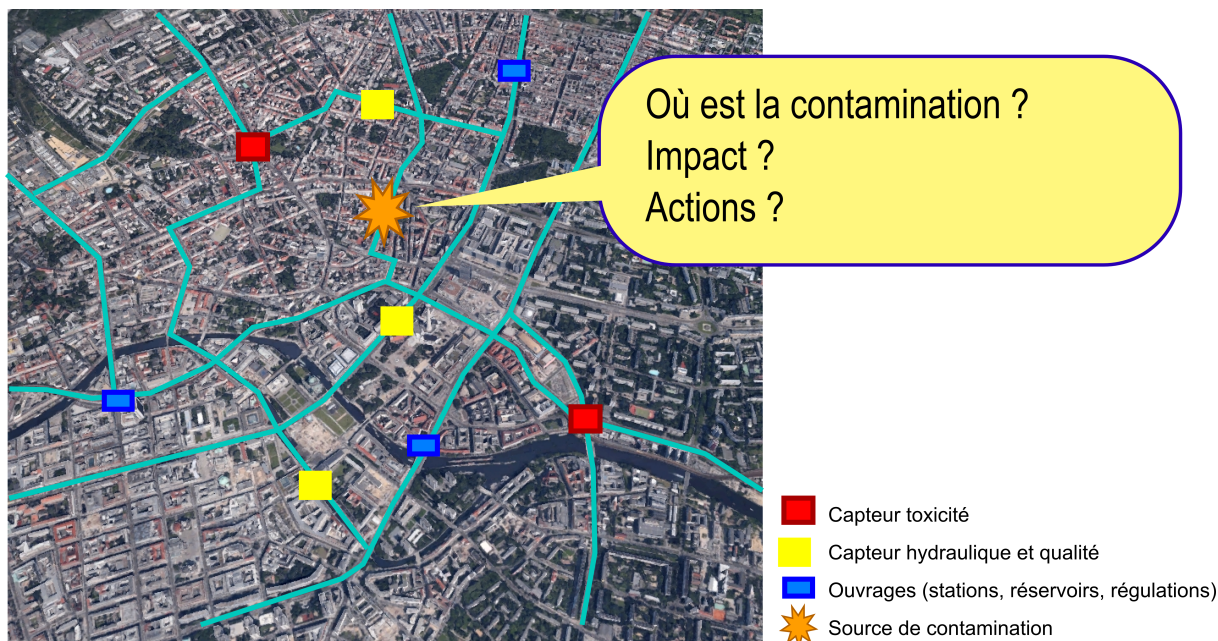 Où est la contamination ?
Impact ?
Actions ?
Capteur toxicité
Capteur hydraulique et qualité
Ouvrages (stations, réservoirs, régulations)
Source de contamination